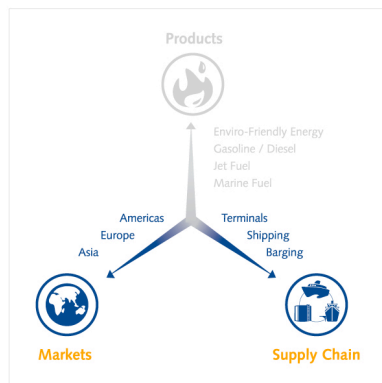 Products
Enviro-Friendly Energy
Gasoline / Diesel
Jet Fuel
Marine Fuel
Americas
Terminals
Europe
Shipping
Asia
Barging
Markets
Supply Chain